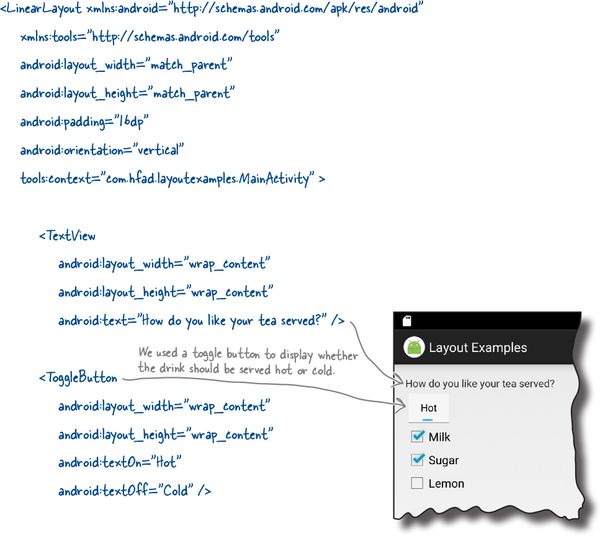 <LinearLayout xmlns:android="http://schemas.android.com/apk/res/android"
xmlns:tools="http://schemas.android.com/tools"
android:layout_width="match_parent"
android:layout_height="match_parent"
android:padding="16dp"
android:orientation="vertical"
tools:context="com.hfad.layoutexamples.MainActivity" >
<TextView
android:layout_width="wrap_content"
android:layout_height="wrap_content"
android:text="How do you like your tea served?" />
We used a toggle button to display whether
the drink should be served hot or cold.
<ToggleButton
android:layout_width="wrap_content"
android:layout_height="wrap_content"
android:textOn="Hot"
android:textOff="Cold" />
Layout Examples
How do you like your tea served?
Hot
Milk
Sugar
Lemon